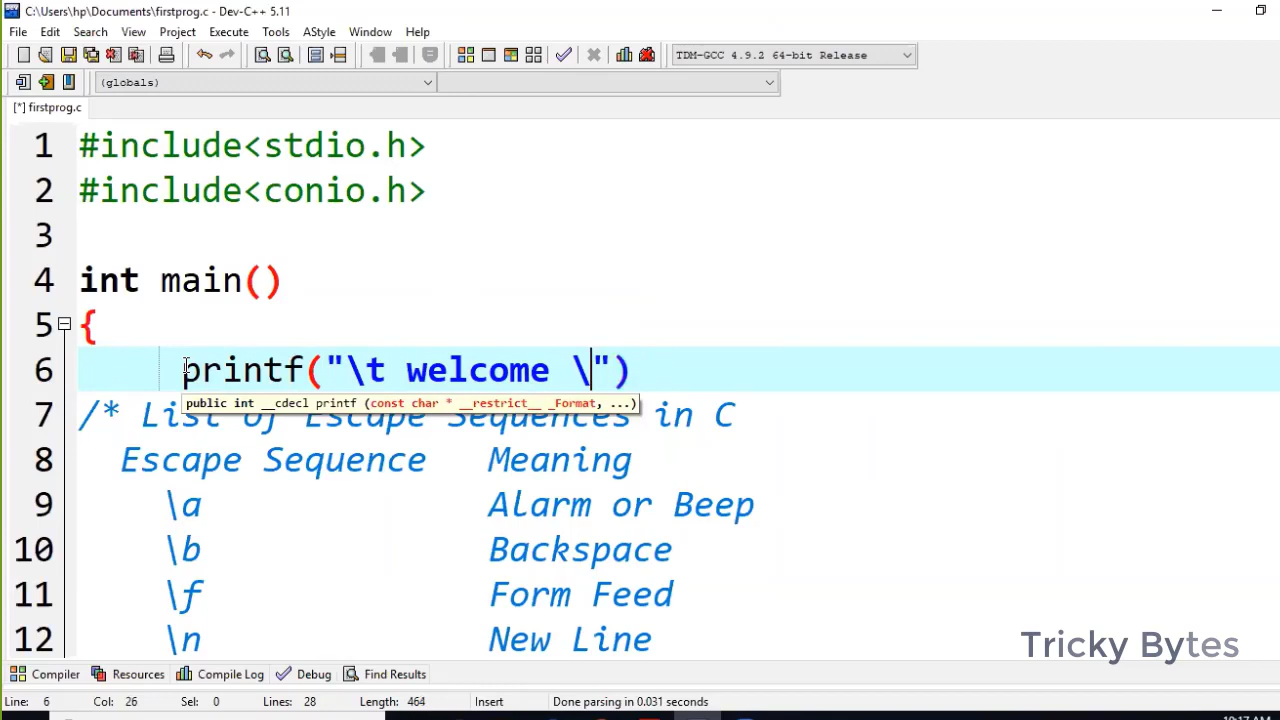 C:\Users\hp\Documents\firstprog.c - Dev-C++ 5.11
File Edit Search View Project Execute Tools AStyle Window Help
TDM-GCC 4.9.2 64-bit Release
(globals)
[*] firstprog.c
1 #include<stdio.h>
2 #include<conio.h>
3
4 int main()
5 {
6 printf("\t welcome \")
public int __cdecl printf (const char * __restrict__ _Format, ...)
7 /* List of Escape Sequences in C
8 Escape Sequence Meaning
9 \a Alarm or Beep
10 \b Backspace
11 \f Form Feed
12 \n New Line
Tricky Bytes
Compiler Resources Compile Log Debug Find Results
Line: 6 Col: 26 Sel: 0 Lines: 28 Length: 464 Insert Done parsing in 0.031 seconds
10:17 AM